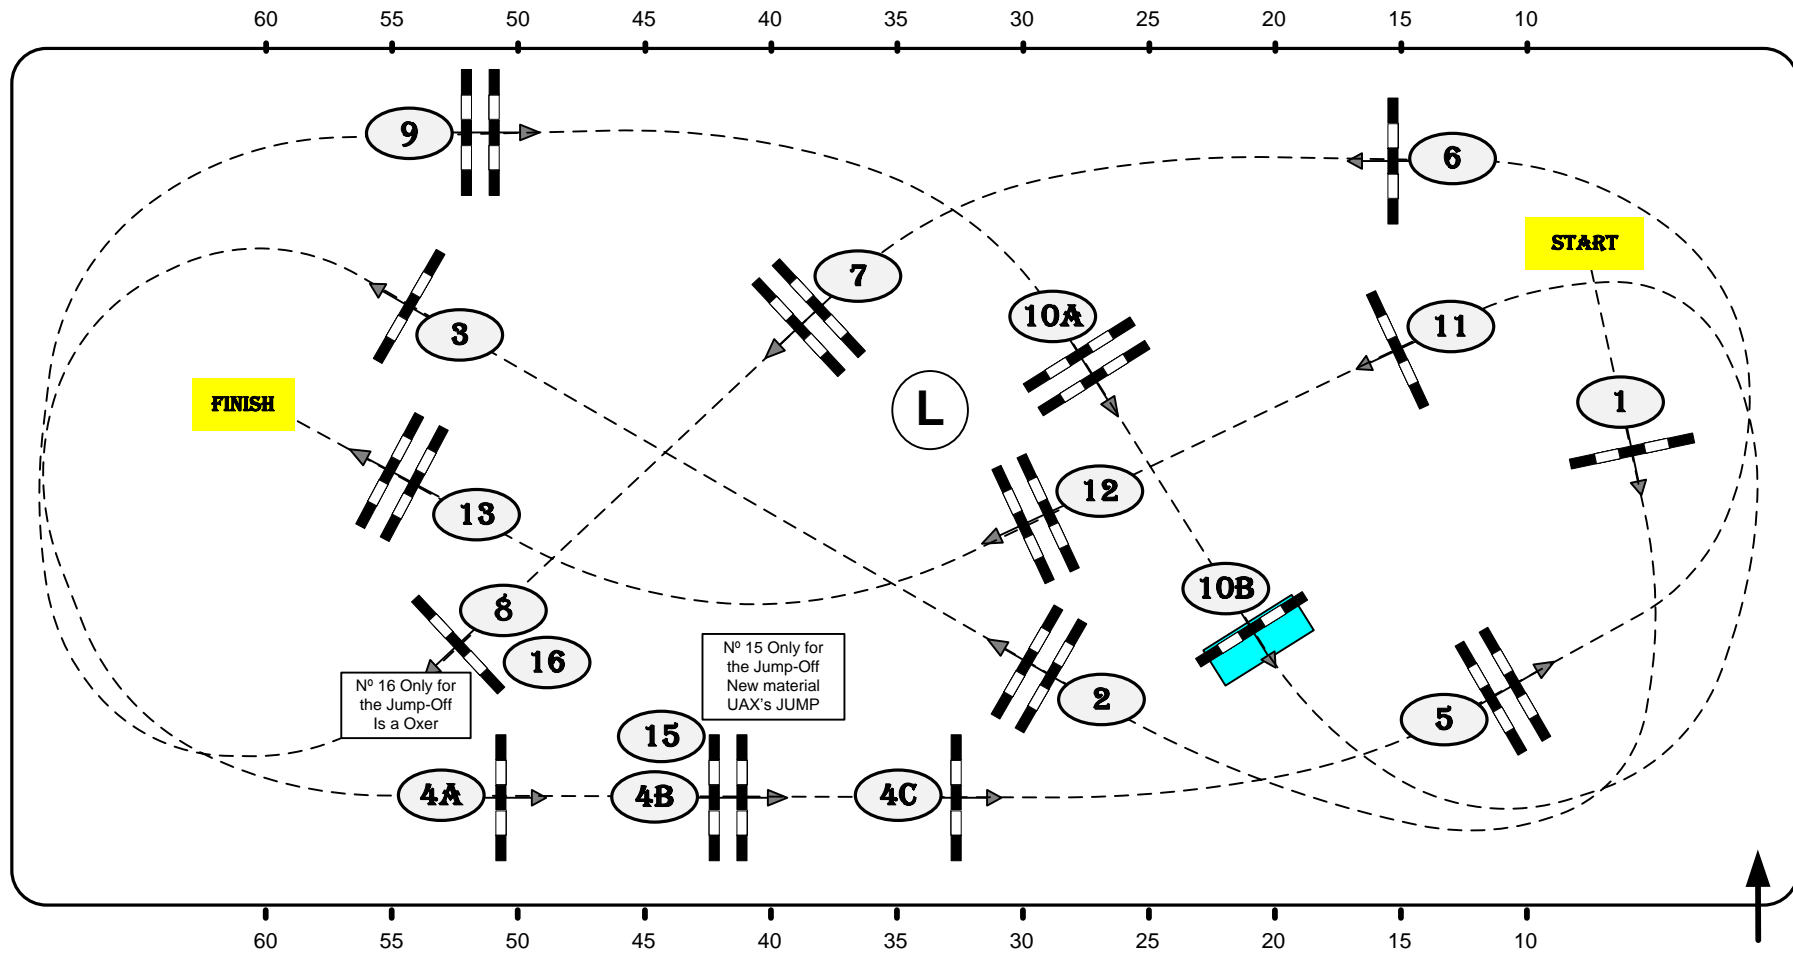 60 55 50 45 40 35 30 25 20 15 10
9
6
START
7
3
10A
11
FINISH
L
1
13
12
8
10B
16
Nº 15 Only for
the Jump-Off
New material
UAX's JUMP
Nº 16 Only for
the Jump-Off
Is a Oxer
2
5
15
4A
4B
4C
60 55 50 45 40 35 30 25 20 15 10